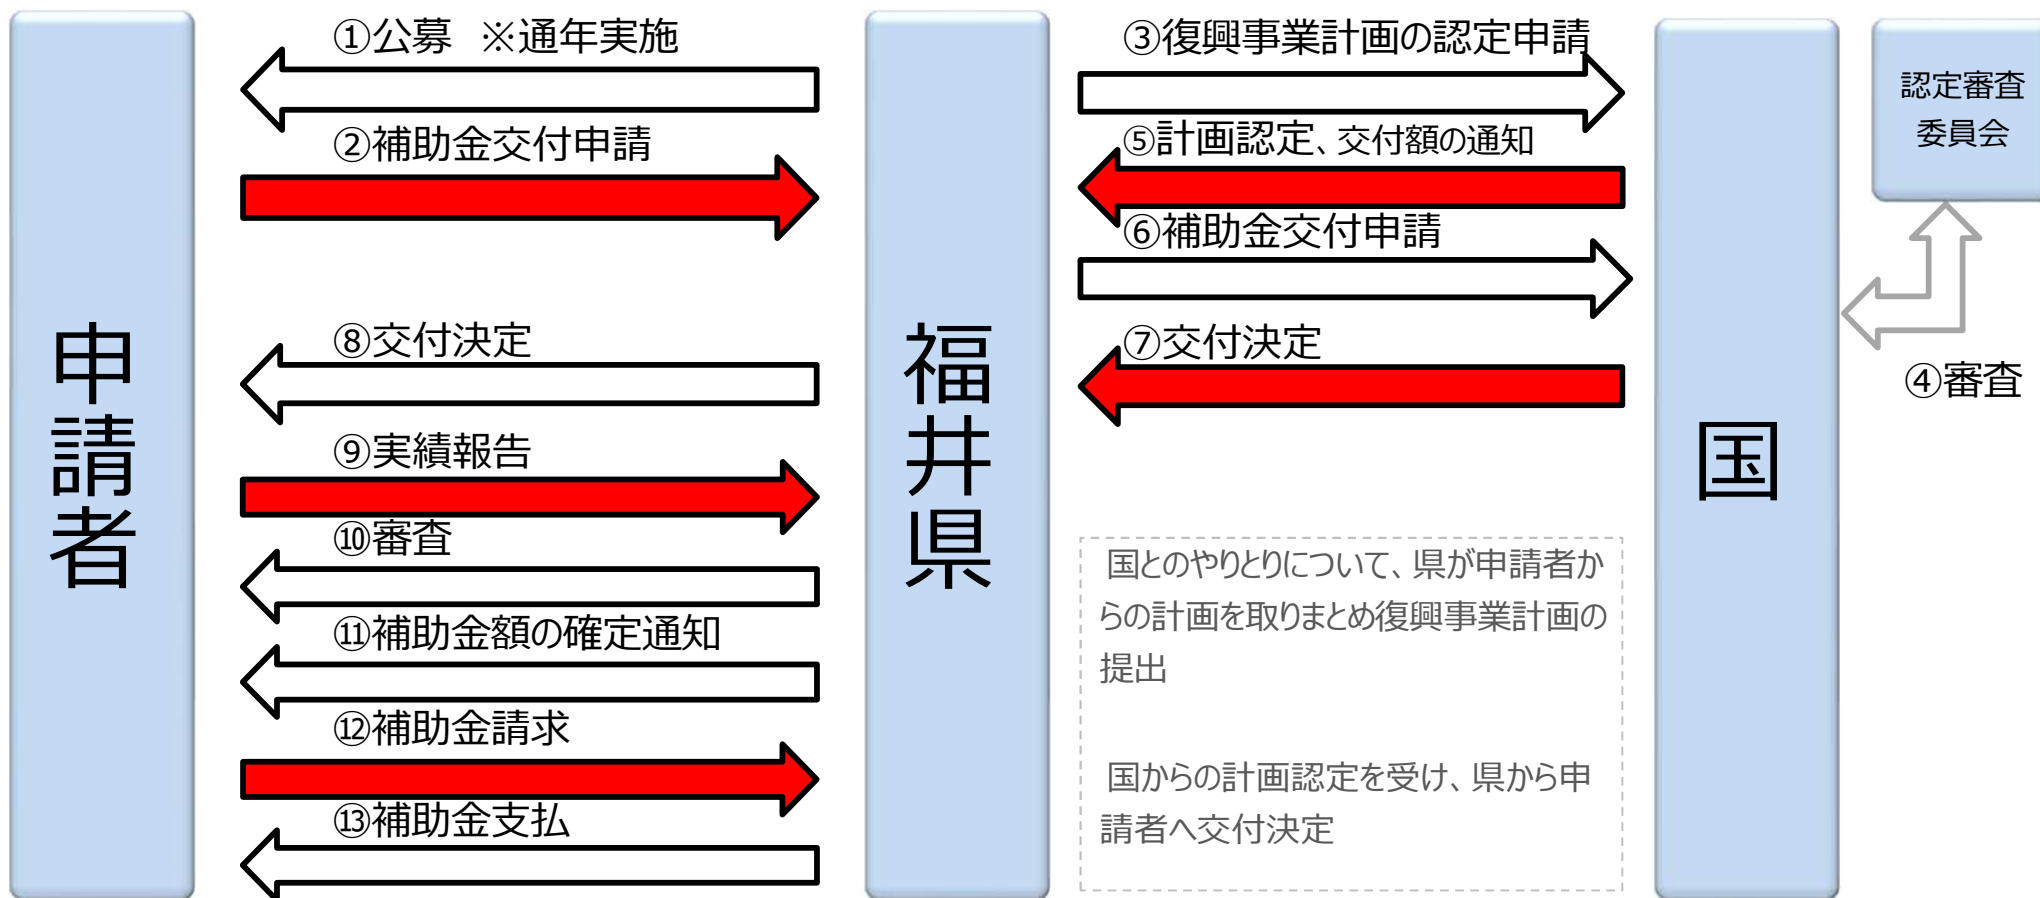 ①公募 ※通年実施
②補助金交付申請
⑧交付決定
⑨実績報告
⑩審査
⑪補助金額の確定通知
⑫補助金請求
⑬補助金支払
申請者
福井県
③復興事業計画の認定申請
⑤計画認定、交付額の通知
⑥補助金交付申請
⑦交付決定
国とのやりとりについて、県が申請者か
らの計画を取りまとめ復興事業計画の
提出
国からの計画認定を受け、県から申
請者へ交付決定
国
認定審査
委員会
④審査